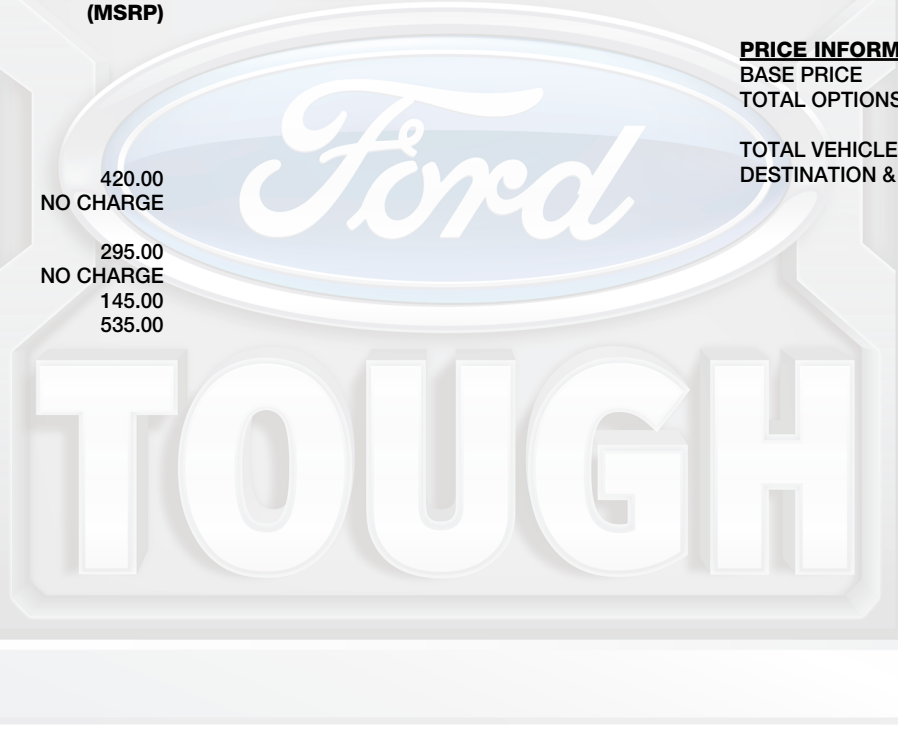 (MSRP)
420.00
NO CHARGE
295.00
NO CHARGE
145.00
535.00
PRICE INFORM
BASE PRICE
TOTAL OPTIONS
TOTAL VEHICLE
DESTINATION &
Ford
TOUGH